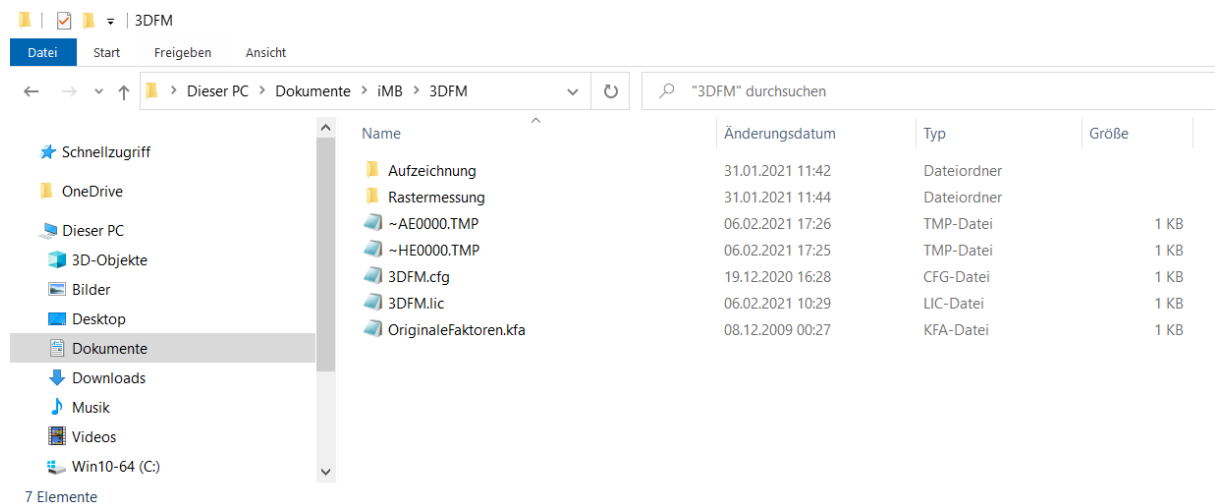 3DFM
Datei Start Freigeben Ansicht
Dieser PC > Dokumente > iMB > 3DFM "3DFM" durchsuchen
Name Änderungsdatum Typ Größe
Schnellzugriff
OneDrive
Dieser PC
3D-Objekte
Bilder
Desktop
Dokumente
Downloads
Musik
Videos
Win10-64 (C:)
Aufzeichnung 31.01.2021 11:42 Dateiordner
Rastermessung 31.01.2021 11:44 Dateiordner
~AE0000.TMP 06.02.2021 17:26 TMP-Datei 1 KB
~HE0000.TMP 06.02.2021 17:25 TMP-Datei 1 KB
3DFM.cfg 19.12.2020 16:28 CFG-Datei 1 KB
3DFM.lic 06.02.2021 10:29 LIC-Datei 1 KB
OriginaleFaktoren.kfa 08.12.2009 00:27 KFA-Datei 1 KB
7 Elemente